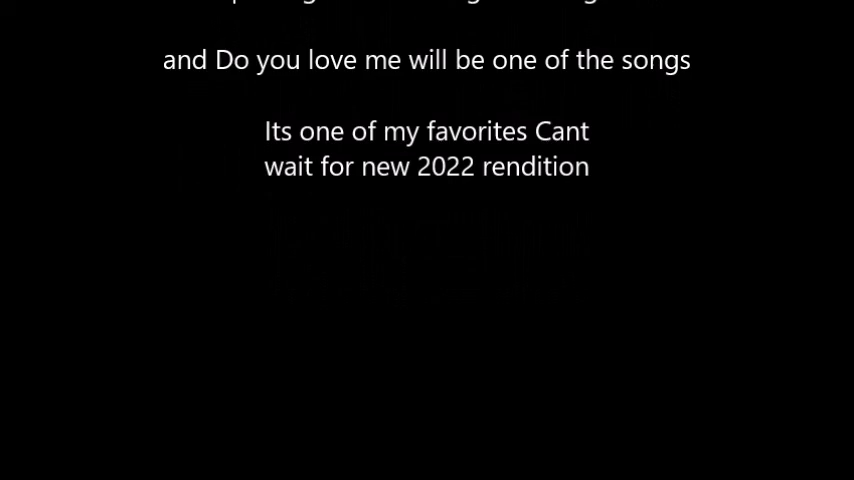 and Do you love me will be one of the songs
Its one of my favorites Cant
wait for new 2022 rendition